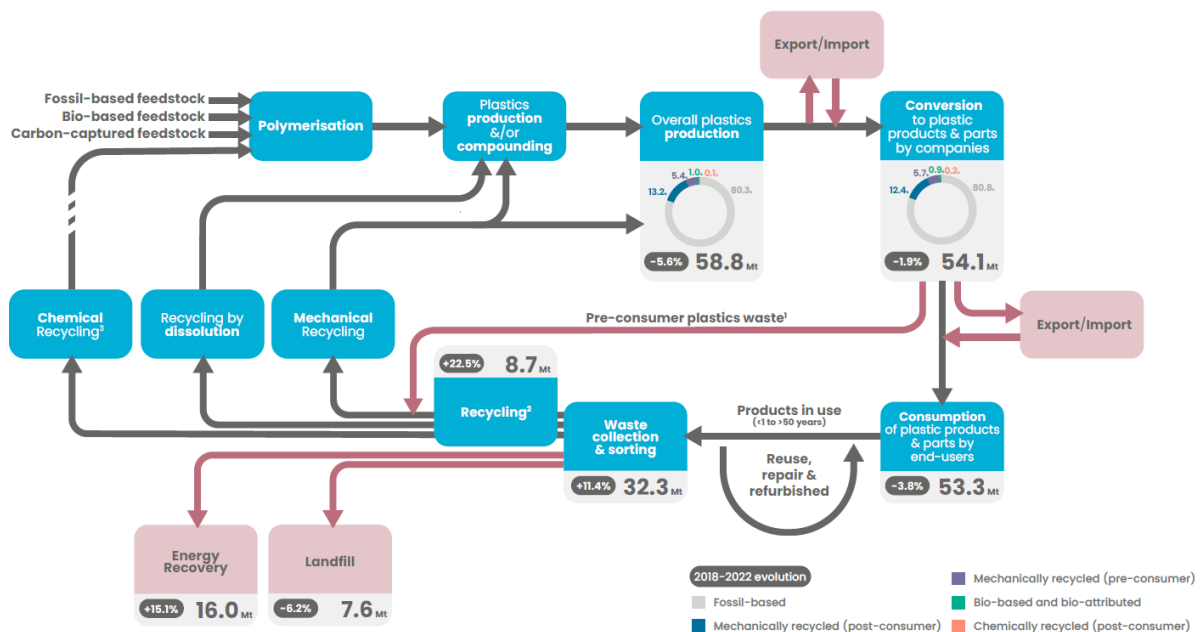 Export/Import
Fossil-based feedstock
Bio-based feedstock
Carbon-captured feedstock
Polymerisation
Plastics
production
&/or
compounding
Overall plastics
production
5.4%
1.0%
0.1%
13.2%
80.3%
-5.6%
58.8 Mt
Conversion
to plastic
products & parts
by companies
5.7%
0.9%
0.2%
12.4%
80.8%
-1.9%
54.1 Mt
Chemical
Recycling³
Recycling by
dissolution
Mechanical
Recycling
Pre-consumer plastics waste¹
Export/Import
+22.5%
8.7 Mt
Recycling²
Waste
collection
& sorting
+11.4%
32.3 Mt
Products in use
(<1 to >50 years)
Reuse,
repair &
refurbished
Consumption
of plastic products
& parts by
end-users
-3.8%
53.3 Mt
Energy
Recovery
+15.1%
16.0 Mt
Landfill
-6.2%
7.6 Mt
2018-2022 evolution
Fossil-based
Mechanically recycled (post-consumer)
Mechanically recycled (pre-consumer)
Bio-based and bio-attributed
Chemically recycled (post-consumer)